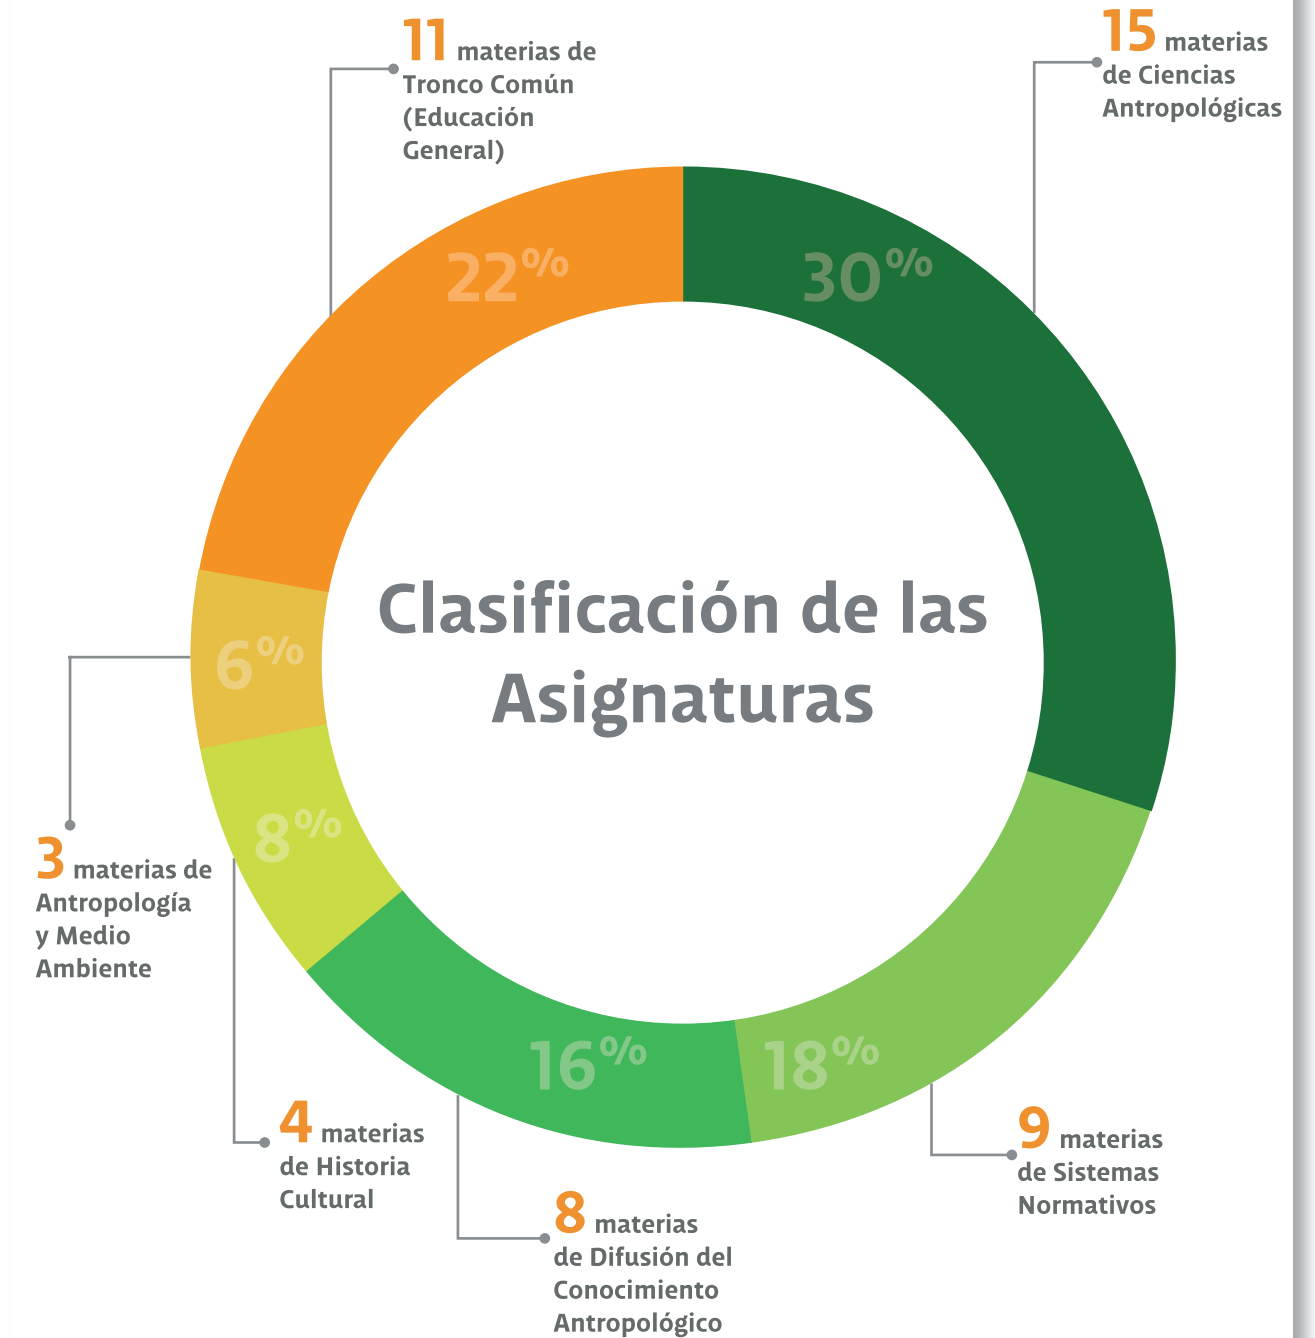 11 materias de
Tronco Común
(Educación
General)
15 materias
de Ciencias
Antropológicas
22%
30%
Clasificación de las
Asignaturas
6%
8%
3 materias de
Antropología
y Medio
Ambiente
16%
18%
4 materias
de Historia
Cultural
9 materias
de Sistemas
Normativos
8 materias
de Difusión del
Conocimiento
Antropológico